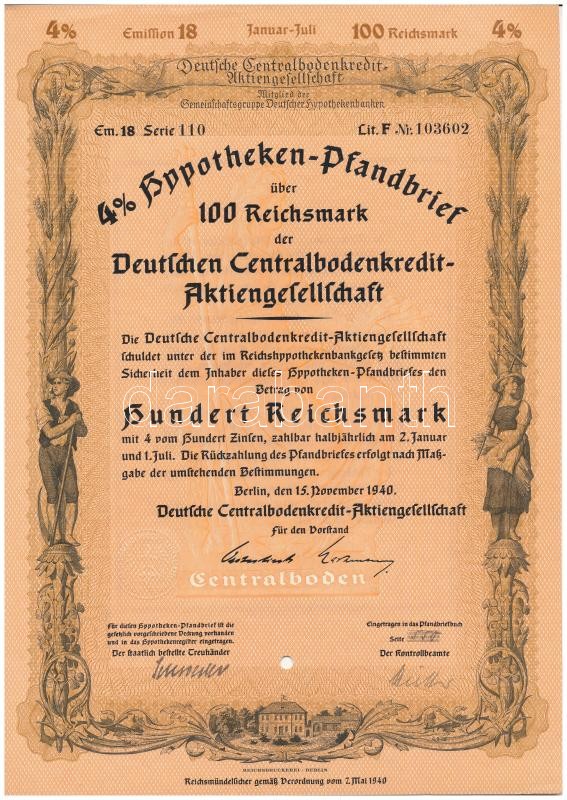 4% Emission 18 Januar-Juli 100 Reichsmark 4%
Deutsche Centralbodenkredit-
Aktiengesellschaft
Mitglied der
Gemeinschaftsgruppe Deutscher Hypothekenbanken
Em. 18 Serie 110 Lit. F Nr. 103602
4% Hypotheken-Pfandbrief
über
100 Reichsmark
der
Deutschen Centralbodenkredit-
Aktiengesellschaft
Die Deutsche Centralbodenkredit-Aktiengesellschaft
schuldet unter der im Reichshypothekenbankgesetz bestimmten
Sicherheit dem Inhaber dieses Hypotheken-Pfandbriefes den
Betrag von
Hundert Reichsmark
mit 4 vom Hundert Zinsen, zahlbar halbjährlich am 2. Januar
und 1. Juli. Die Rückzahlung des Pfandbriefes erfolgt nach Maß-
gabe der umstehenden Bestimmungen.
Berlin, den 15. November 1940.
Deutsche Centralbodenkredit-Aktiengesellschaft
Für den Vorstand
Centralboden
Für diesen Hypotheken-Pfandbrief ist die
gesetzlich vorgeschriebene Deckung vorhanden
und in das Hypothekenregister eingetragen.
Der staatlich bestellte Treuhänder
Eingetragen in das Pfandbriefbuch
Seite
Der Kontrollbeamte
REICHSDRUCKEREI / BERLIN
Reichsmündelsicher gemäß Verordnung vom 7. Mai 1940
darabanth